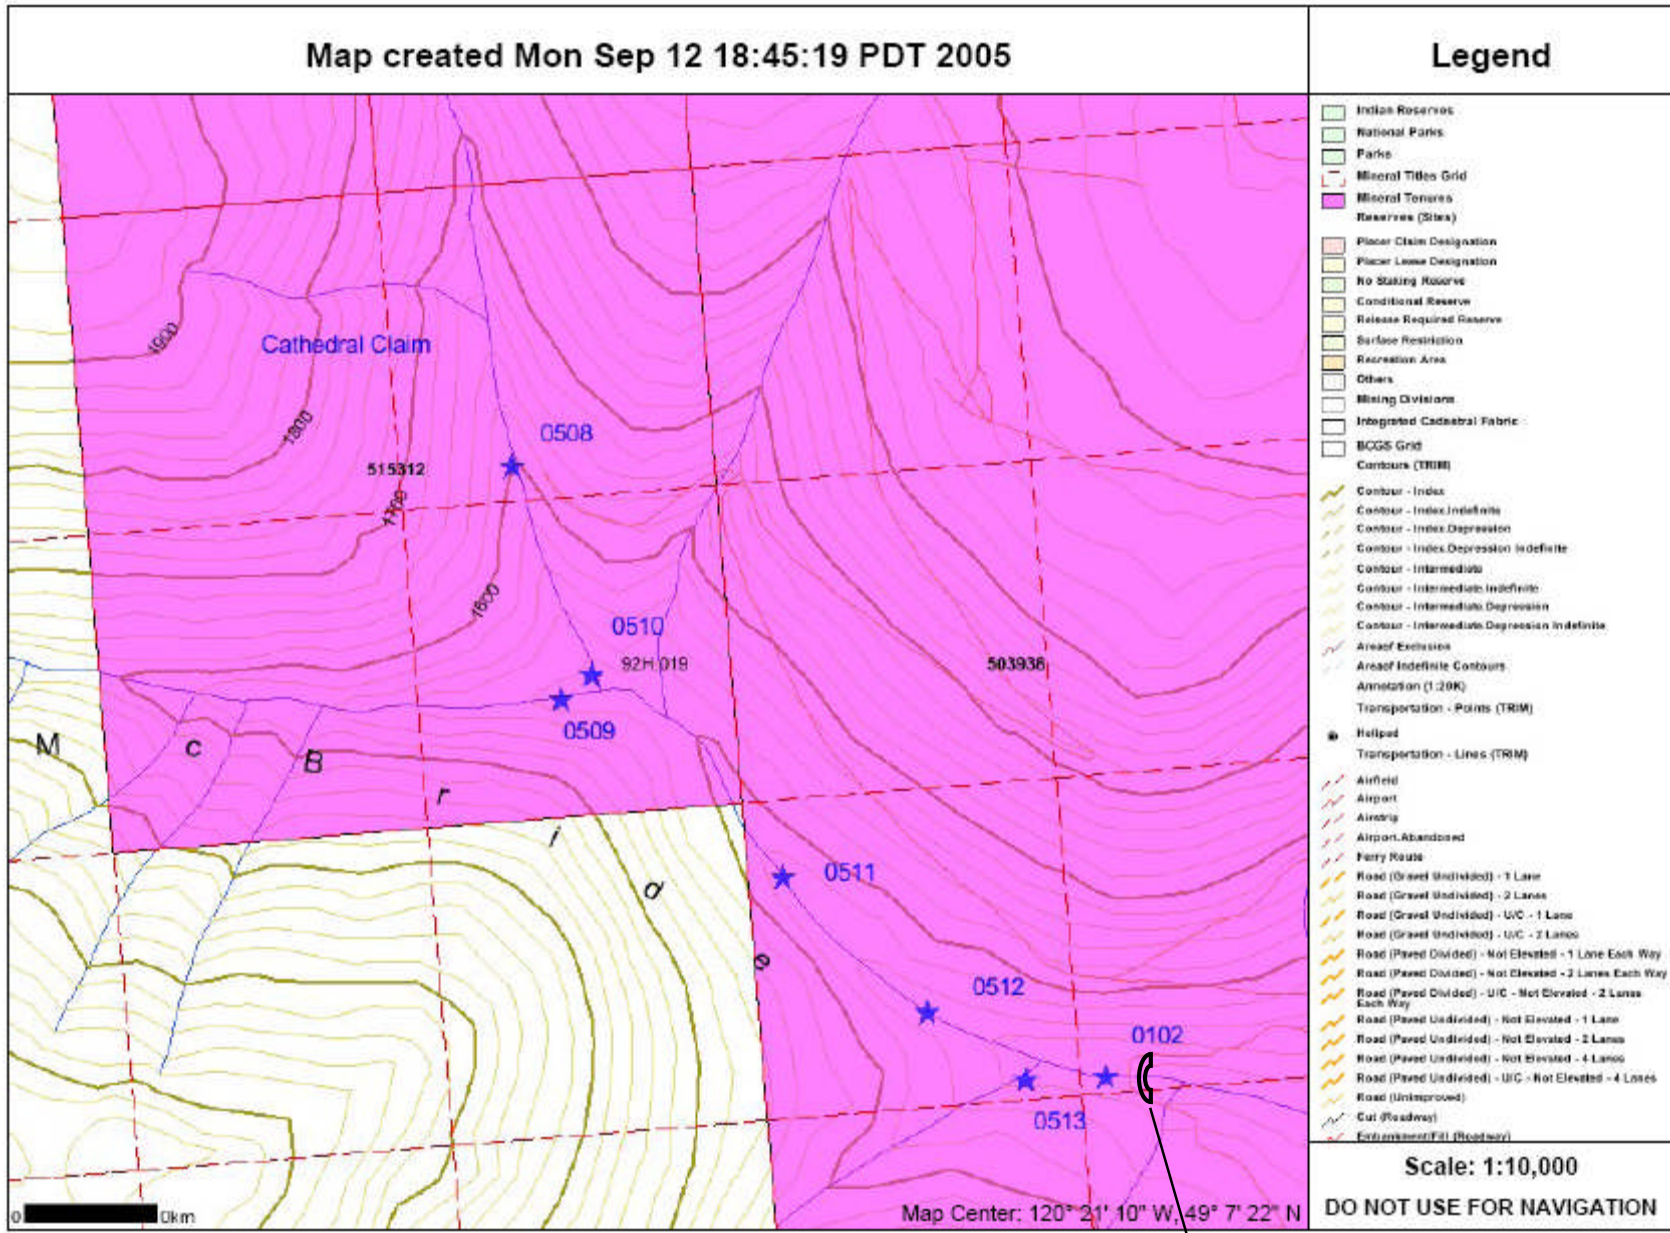 Map created Mon Sep 12 18:45:19 PDT 2005
Legend
Indian Reserves
National Parks
Parks
Mineral Titles Grid
Mineral Tenures
Reserves (Sites)
Placer Claim Designation
Placer Lease Designation
No Staking Reserve
Conditional Reserve
Release Required Reserve
Surface Restriction
Recreation Area
Others
Mining Divisions
Integrated Cadastral Fabric
BCGS Grid
Contours (TRIM)
Contour - Index
Contour - Index.Indefinite
Contour - Index.Depression
Contour - Index.Depression Indefinite
Contour - Intermediate
Contour - Intermediate.Indefinite
Contour - Intermediate.Depression
Contour - Intermediate.Depression Indefinite
Areaof Exclusion
Areaof Indefinite Contours
Annotation (1:20K)
Transportation - Points (TRIM)
Helipad
Transportation - Lines (TRIM)
Airfield
Airport
Airstrip
Airport.Abandoned
Ferry Route
Road (Gravel Undivided) - 1 Lane
Road (Gravel Undivided) - 2 Lanes
Road (Gravel Undivided) - U/C - 1 Lane
Road (Gravel Undivided) - U/C - 2 Lanes
Road (Paved Divided) - Not Elevated - 1 Lane Each Way
Road (Paved Divided) - Not Elevated - 2 Lanes Each Way
Road (Paved Divided) - U/C - Not Elevated - 2 Lanes
Each Way
Road (Paved Undivided) - Not Elevated - 1 Lane
Road (Paved Undivided) - Not Elevated - 2 Lanes
Road (Paved Undivided) - Not Elevated - 4 Lanes
Road (Paved Undivided) - U/C - Not Elevated - 4 Lanes
Road (Unimproved)
Cut (Roadway)
Embankment/Fill (Roadway)
Scale: 1:10,000
DO NOT USE FOR NAVIGATION
1900
Cathedral Claim
1800
0508
515312
1700
1600
0510
92H.019
503938
0509
M c B r i d e
0511
0512
0102
0513
0 0km
Map Center: 120° 21' 10" W, 49° 7' 22" N